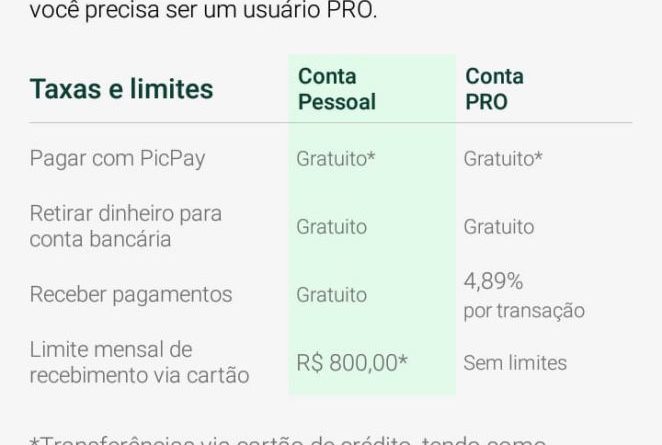 você precisa ser um usuário PRO.
Taxas e limites
Conta
Pessoal
Conta
PRO
Pagar com PicPay
Gratuito*
Gratuito*
Retirar dinheiro para
conta bancária
Gratuito
Gratuito
Receber pagamentos
Gratuito
4,89%
por transação
Limite mensal de
recebimento via cartão
R$ 800,00*
Sem limites
*Transferências via cartão de crédito, tendo como